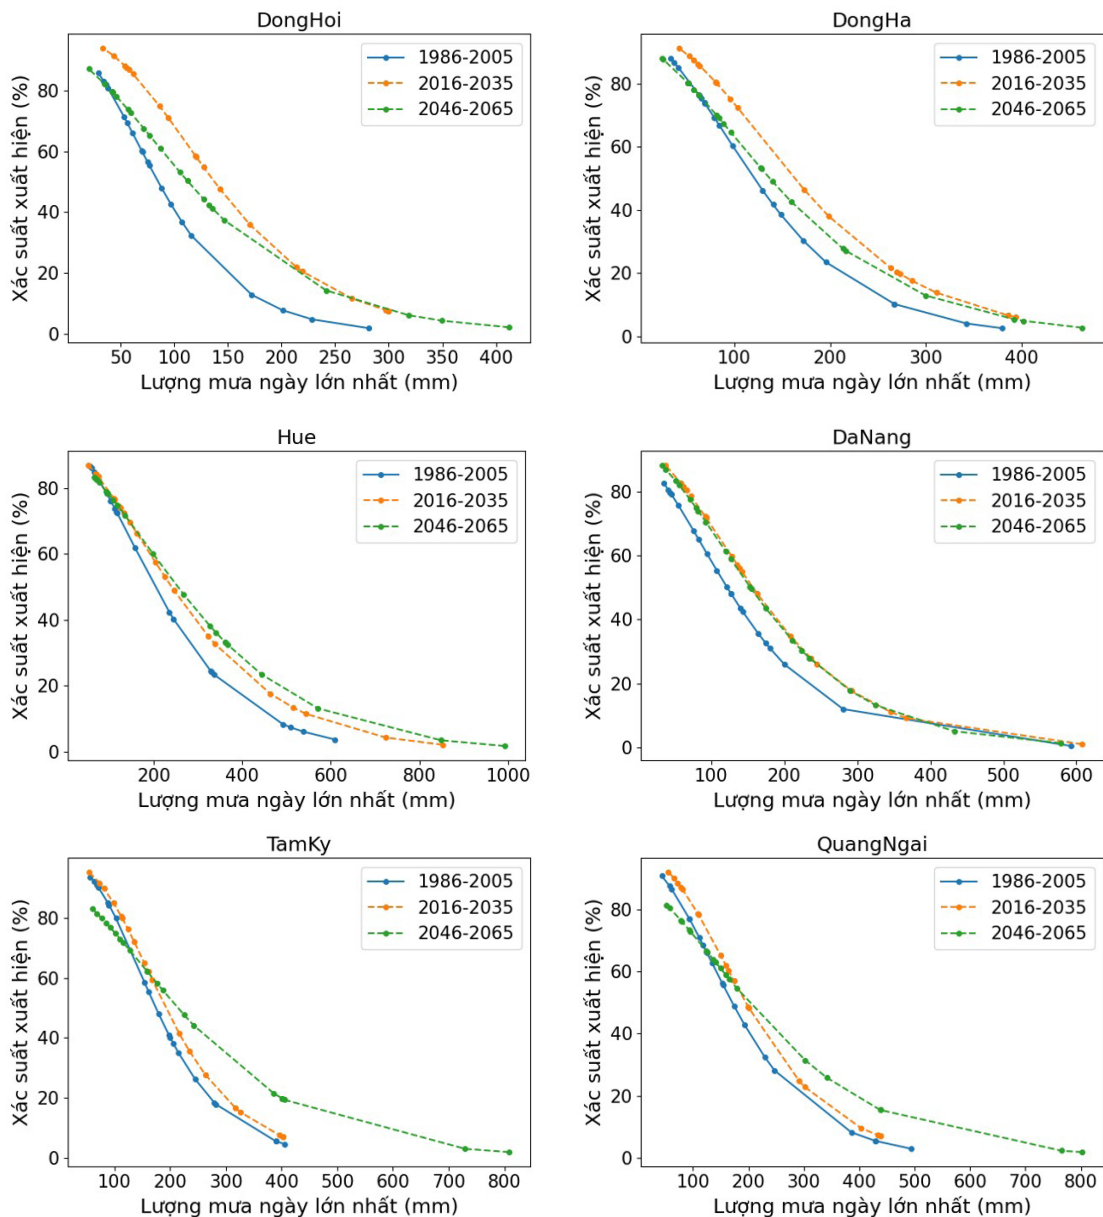 DongHoi
Xác suất xuất hiện (%)
80
60
40
20
0
1986-2005
2016-2035
2046-2065
50 100 150 200 250 300 350 400
Lượng mưa ngày lớn nhất (mm)
DongHa
Xác suất xuất hiện (%)
80
60
40
20
0
1986-2005
2016-2035
2046-2065
100 200 300 400
Lượng mưa ngày lớn nhất (mm)
Hue
Xác suất xuất hiện (%)
80
60
40
20
0
1986-2005
2016-2035
2046-2065
200 400 600 800 1000
Lượng mưa ngày lớn nhất (mm)
DaNang
Xác suất xuất hiện (%)
80
60
40
20
0
1986-2005
2016-2035
2046-2065
100 200 300 400 500 600
Lượng mưa ngày lớn nhất (mm)
TamKy
Xác suất xuất hiện (%)
80
60
40
20
0
1986-2005
2016-2035
2046-2065
100 200 300 400 500 600 700 800
Lượng mưa ngày lớn nhất (mm)
QuangNgai
Xác suất xuất hiện (%)
80
60
40
20
0
1986-2005
2016-2035
2046-2065
100 200 300 400 500 600 700 800
Lượng mưa ngày lớn nhất (mm)